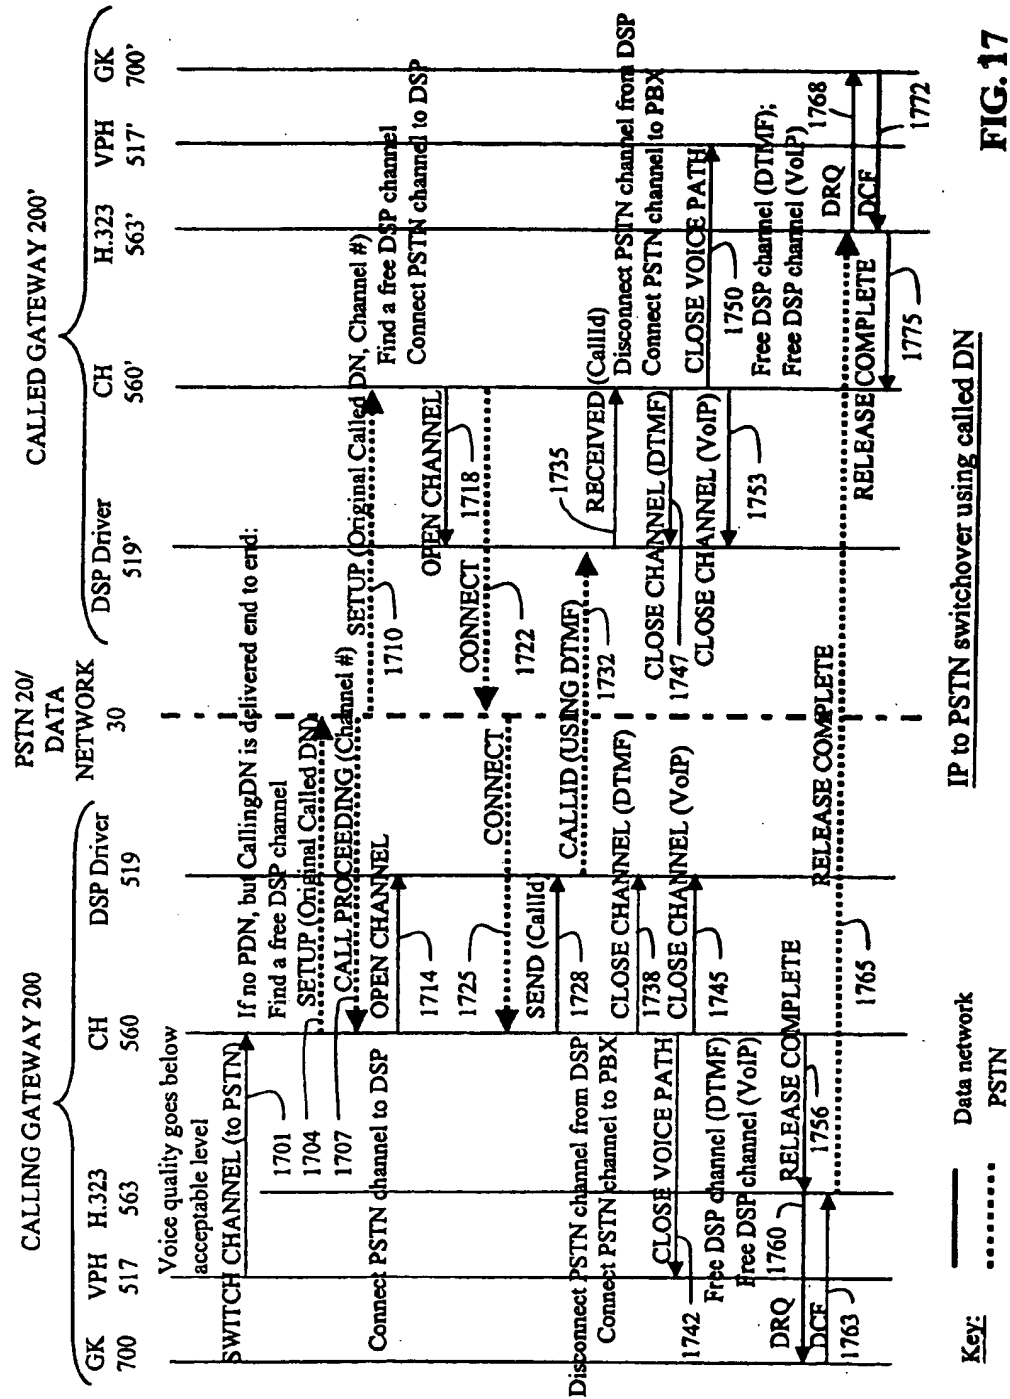 CALLING GATEWAY 200
PSTN 20/
DATA
NETWORK
30
CALLED GATEWAY 200'
GK
700
VPH
517
H.323
563
CH
560
DSP Driver
519
DSP Driver
519'
CH
560'
H.323
563'
VPH
517'
GK
700'
Voice quality goes below
acceptable level
SWITCH CHANNEL (to PSTN)
1701
If no PDN, but CallingDN is delivered end to end:
Find a free DSP channel
SETUP (Original Called DN)
1704
CALL PROCEEDING (Channel #)
1707
SETUP (Original Called DN, Channel #)
1710
Find a free DSP channel
Connect PSTN channel to DSP
Connect PSTN channel to DSP
OPEN CHANNEL
1714
OPEN CHANNEL
1718
CONNECT
1722
CONNECT
1725
SEND (CallId)
1728
CALLID (USING DTMF)
1732
1735
RECEIVED (CallId)
Disconnect PSTN channel from DSP
Connect PSTN channel to PBX
Disconnect PSTN channel from DSP
Connect PSTN channel to PBX
CLOSE CHANNEL (DTMF)
1738
CLOSE VOICE PATH
1742
CLOSE CHANNEL (VoIP)
1745
CLOSE CHANNEL (DTMF)
1747
CLOSE VOICE PATH
1750
CLOSE CHANNEL (VoIP)
1753
Free DSP channel (DTMF)
Free DSP channel (VoIP)
Free DSP channel (DTMF);
Free DSP channel (VoIP)
RELEASE COMPLETE
1756
DRQ
1760
DCF
1763
RELEASE COMPLETE
1765
RELEASE COMPLETE
DRQ
1768
DCF
1772
1775
Key:
Data network
PSTN
IP to PSTN switchover using called DN
FIG. 17